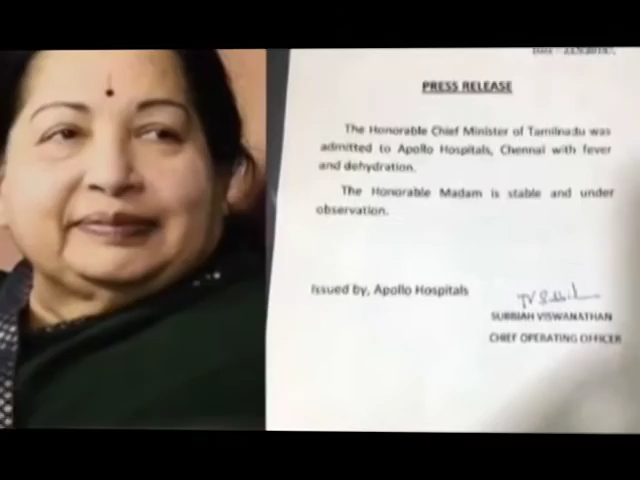 PRESS RELEASE
The Honorable Chief Minister of Tamilnadu was
admitted to Apollo Hospitals, Chennai with fever
and dehydration.
The Honorable Madam is stable and under
observation.
Issued by, Apollo Hospitals
SUBBIAH VISWANATHAN
CHIEF OPERATING OFFICER